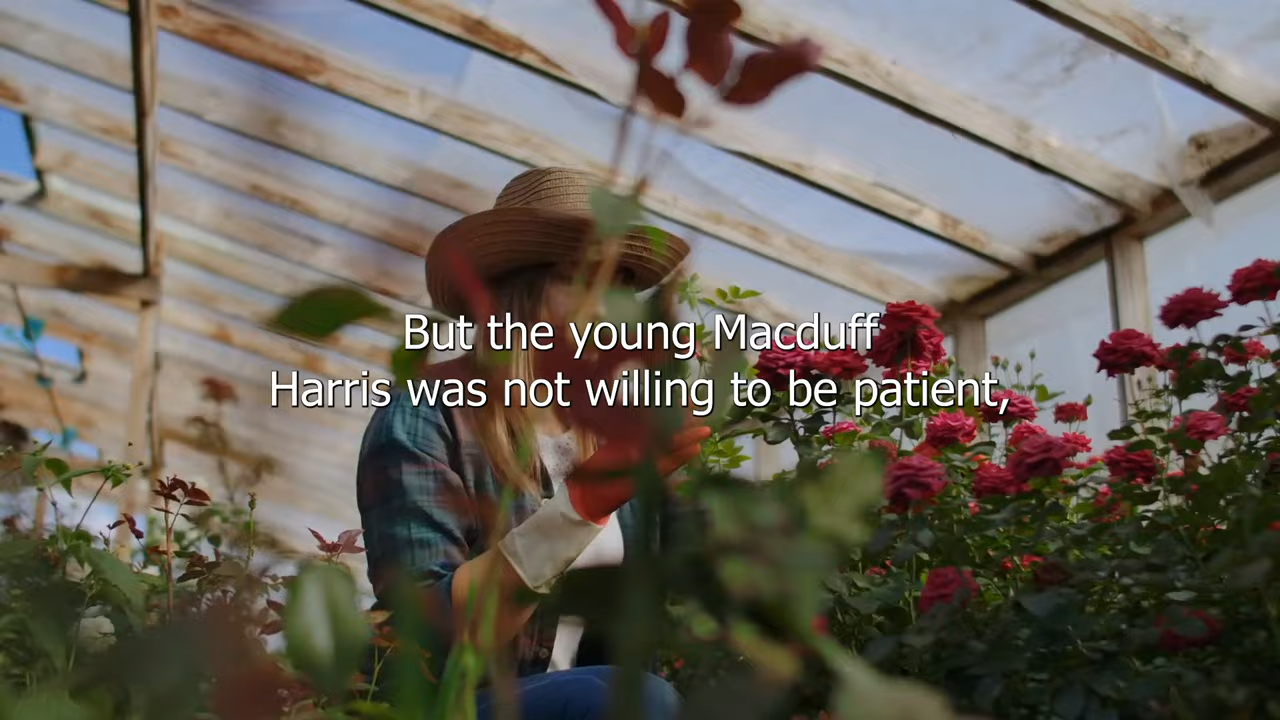 But the young Macduff
Harris was not willing to be patient,